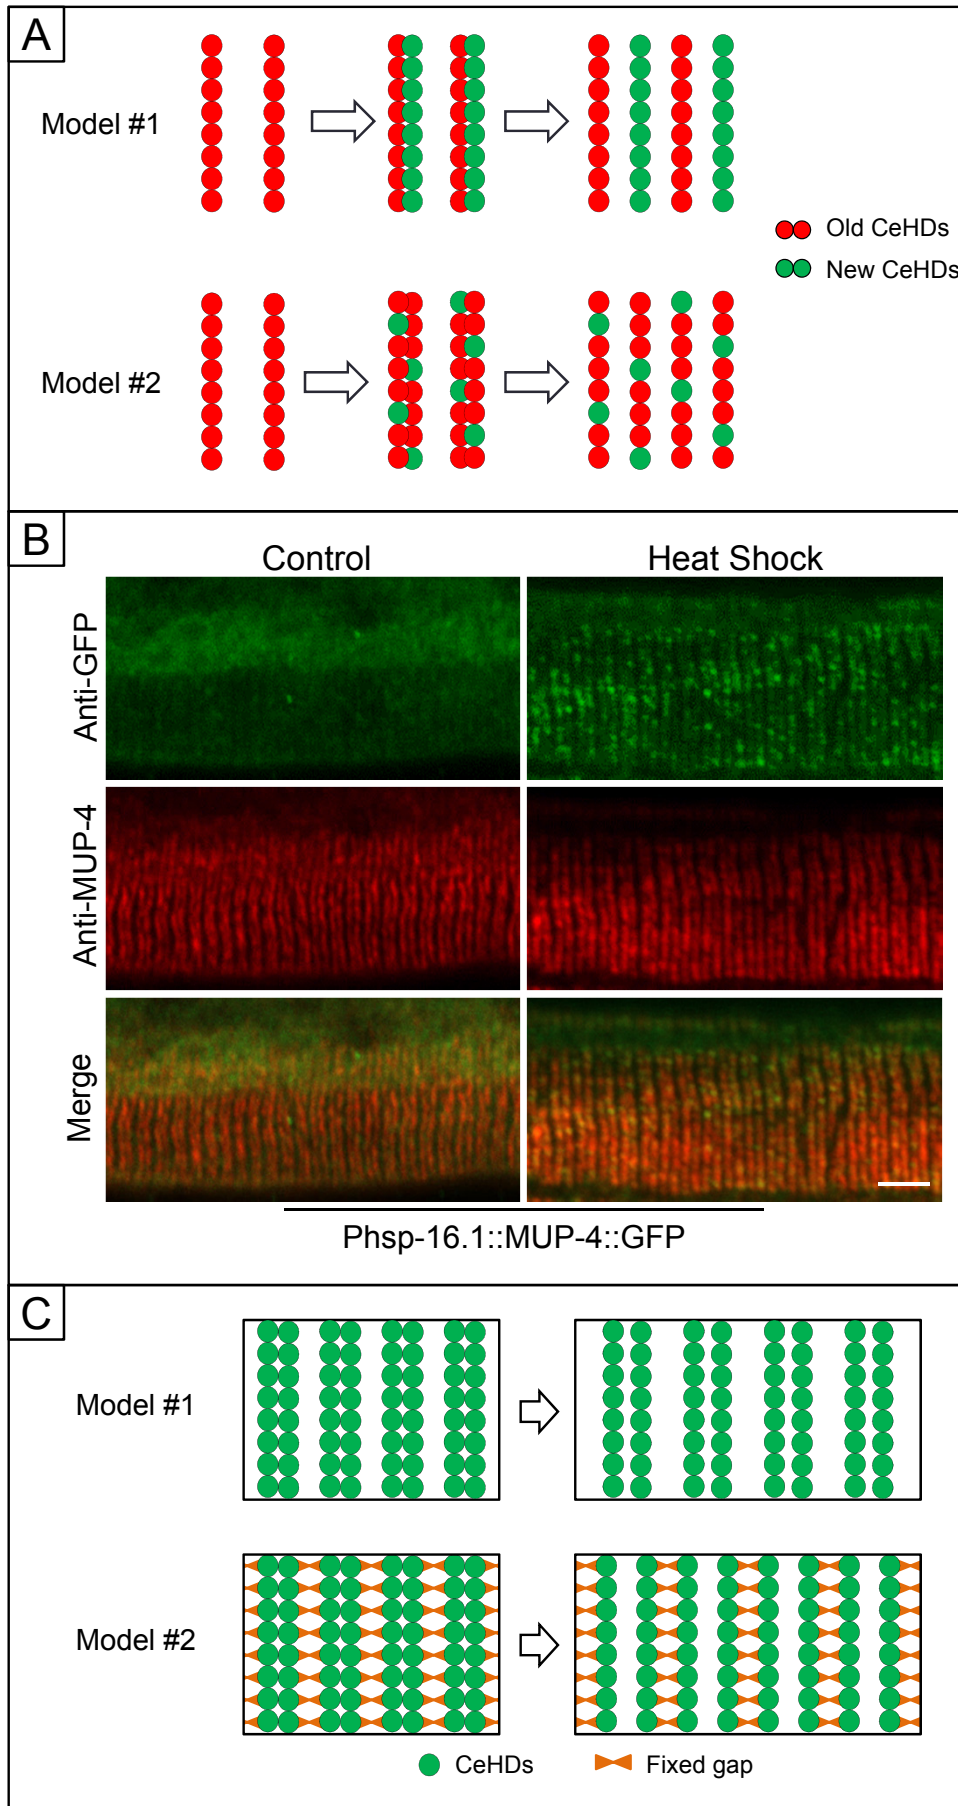 A
Model #1
Old CeHDs
New CeHDs
Model #2
B
Control
Heat Shock
Anti-GFP
Anti-MUP-4
Merge
Phsp-16.1::MUP-4::GFP
C
Model #1
Model #2
CeHDs
Fixed gap